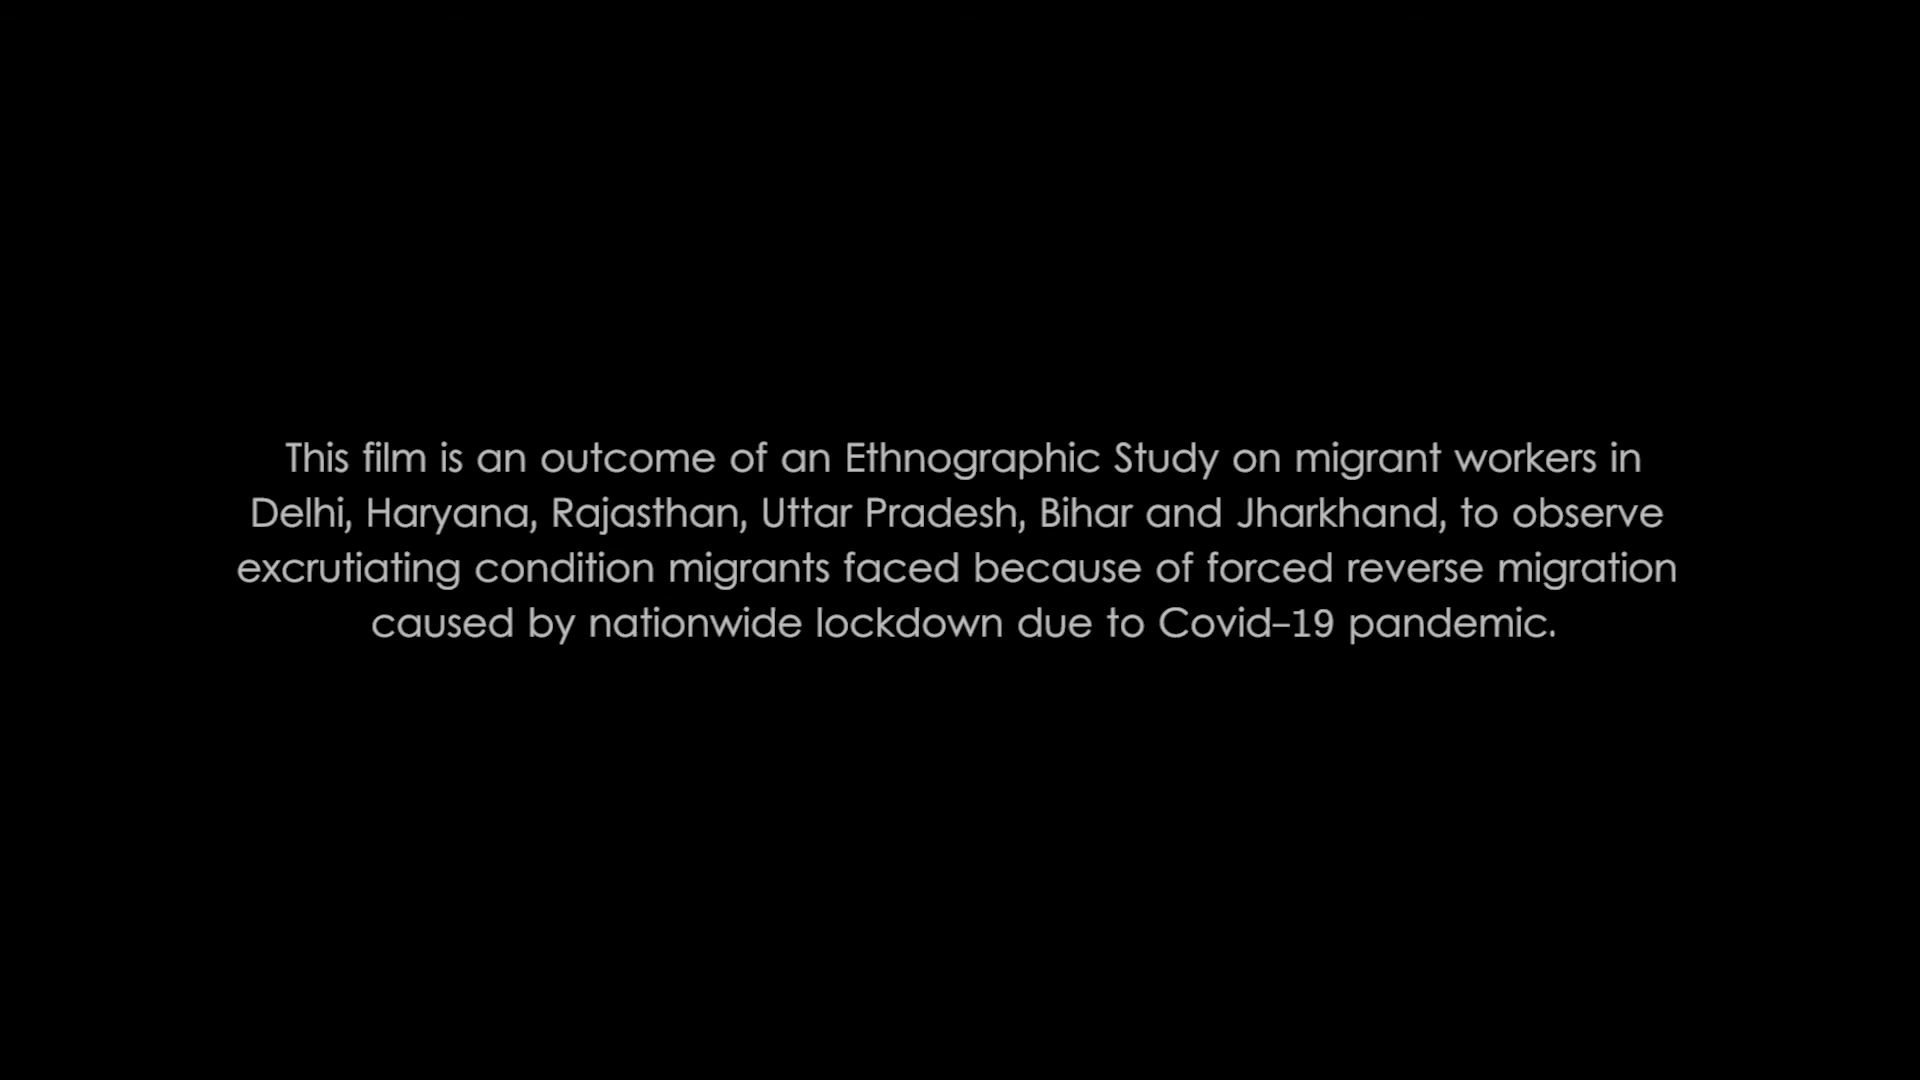 This film is an outcome of an Ethnographic Study on migrant workers in
Delhi, Haryana, Rajasthan, Uttar Pradesh, Bihar and Jharkhand, to observe
excrutiating condition migrants faced because of forced reverse migration
caused by nationwide lockdown due to Covid-19 pandemic.